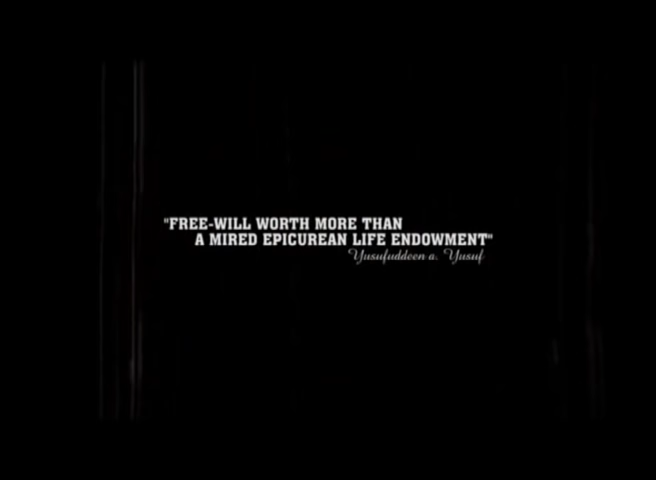 "FREE-WILL WORTH MORE THAN
A MIRED EPICUREAN LIFE ENDOWMENT"
Yusufuddeen a. Yusuf